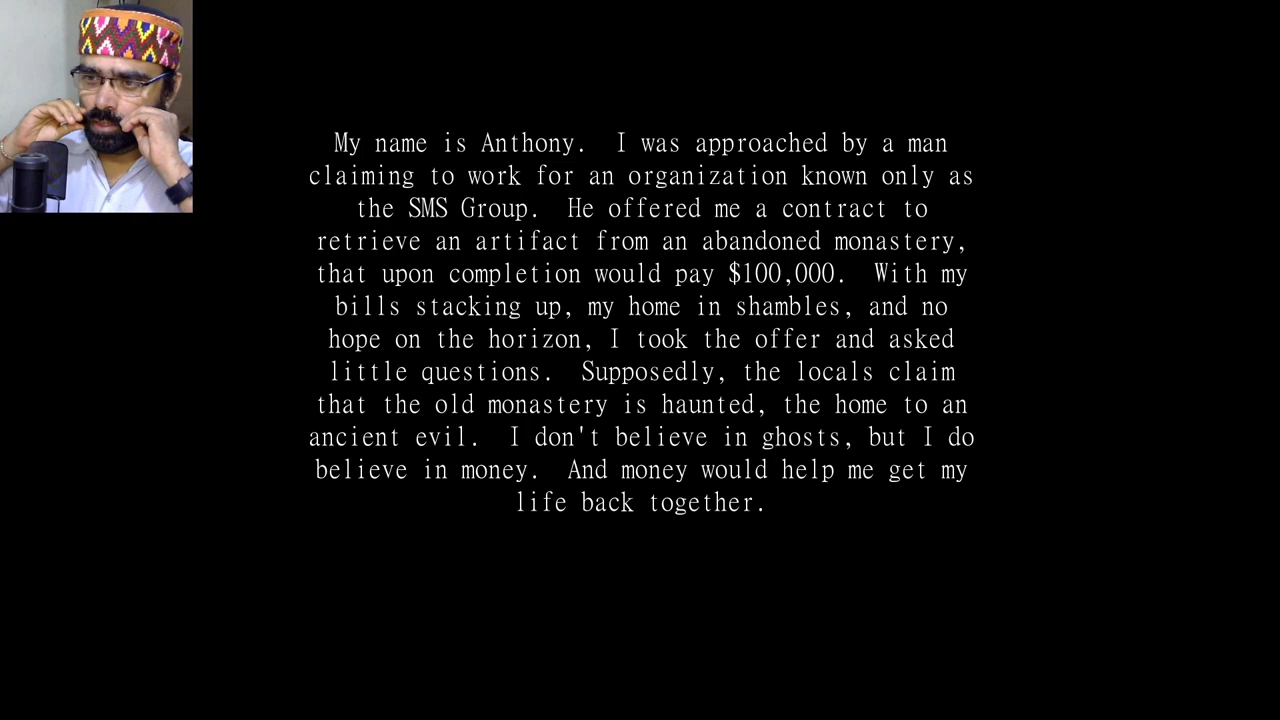 My name is Anthony.  I was approached by a man
claiming to work for an organization known only as
the SMS Group.  He offered me a contract to
retrieve an artifact from an abandoned monastery,
that upon completion would pay $100,000.  With my
bills stacking up, my home in shambles, and no
hope on the horizon, I took the offer and asked
little questions.  Supposedly, the locals claim
that the old monastery is haunted, the home to an
ancient evil.  I don't believe in ghosts, but I do
believe in money.  And money would help me get my
life back together.